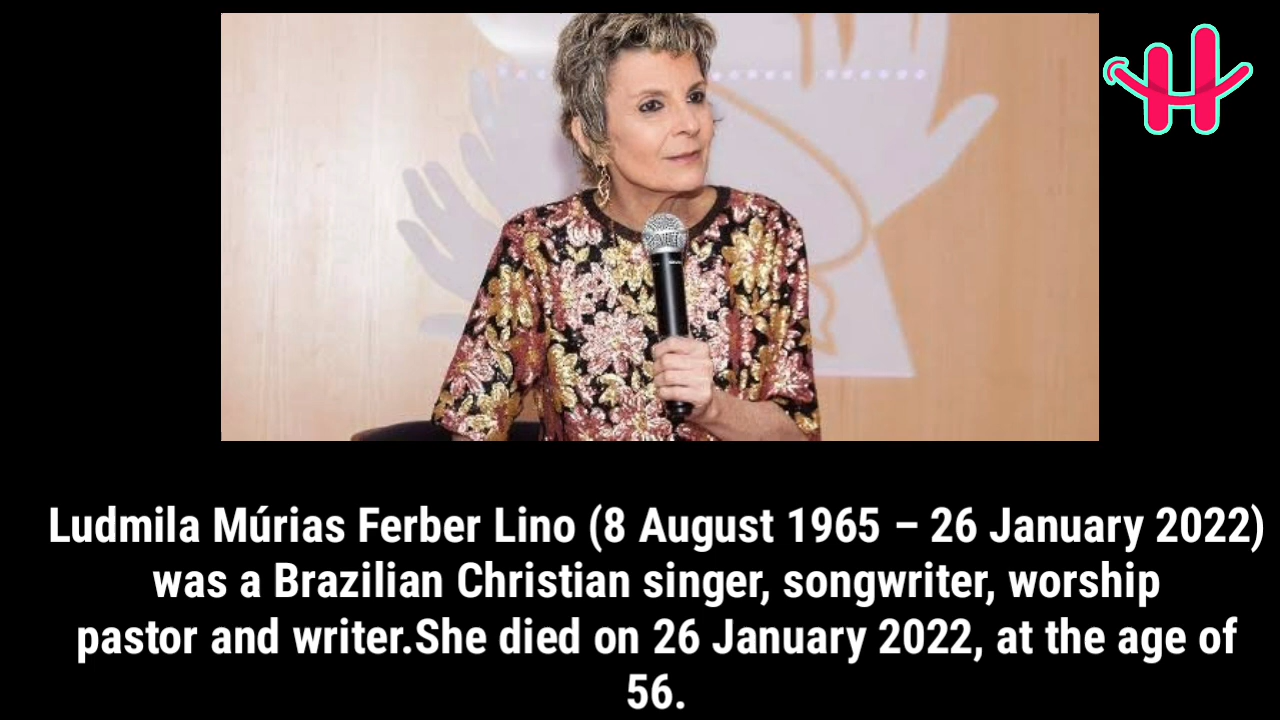 Ludmila Múrias Ferber Lino (8 August 1965 – 26 January 2022)
was a Brazilian Christian singer, songwriter, worship
pastor and writer.She died on 26 January 2022, at the age of
56.